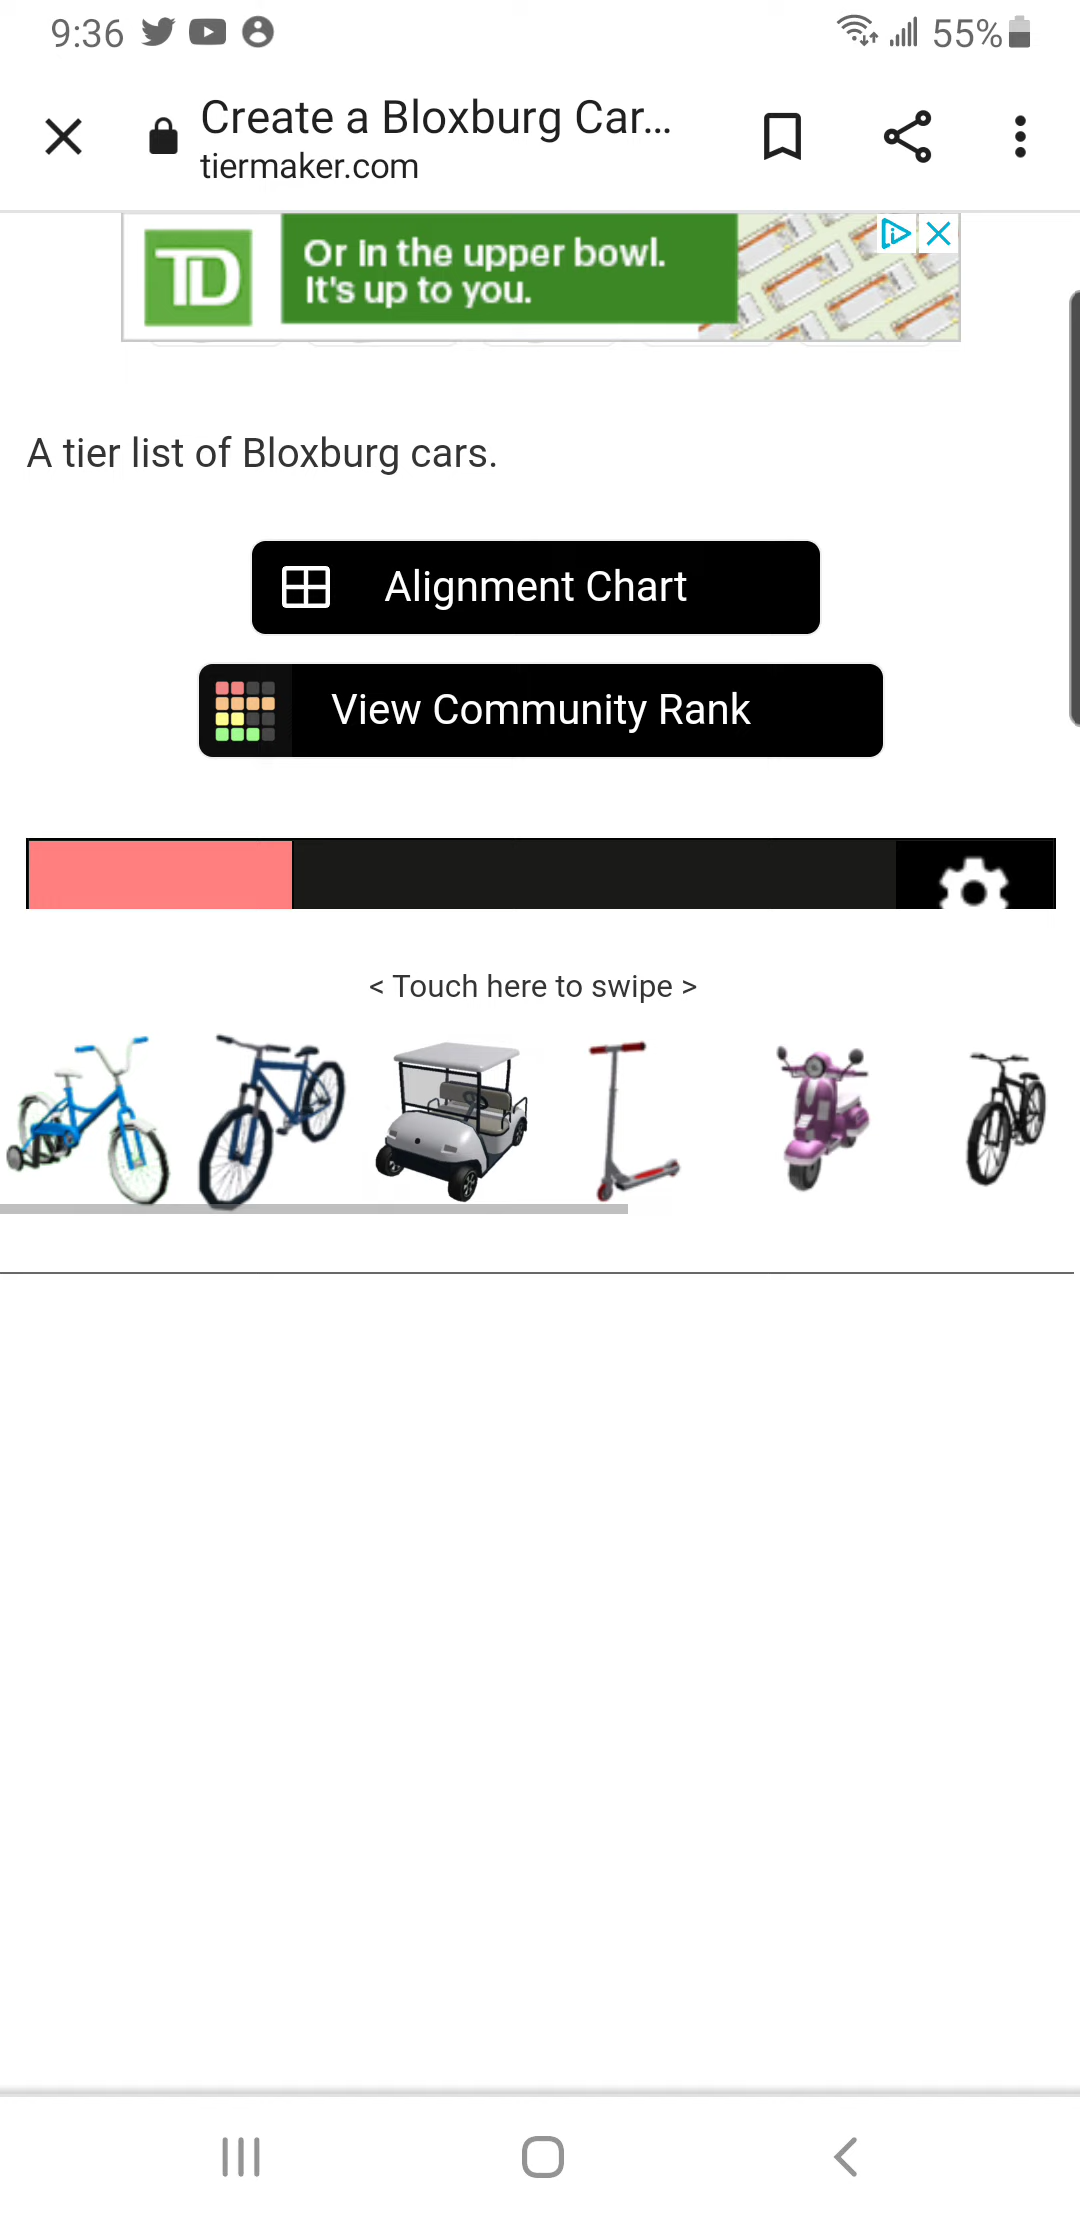 9:36
55%
Create a Bloxburg Car...
tiermaker.com
TD
Or in the upper bowl.
It's up to you.
A tier list of Bloxburg cars.
Alignment Chart
View Community Rank
< Touch here to swipe >